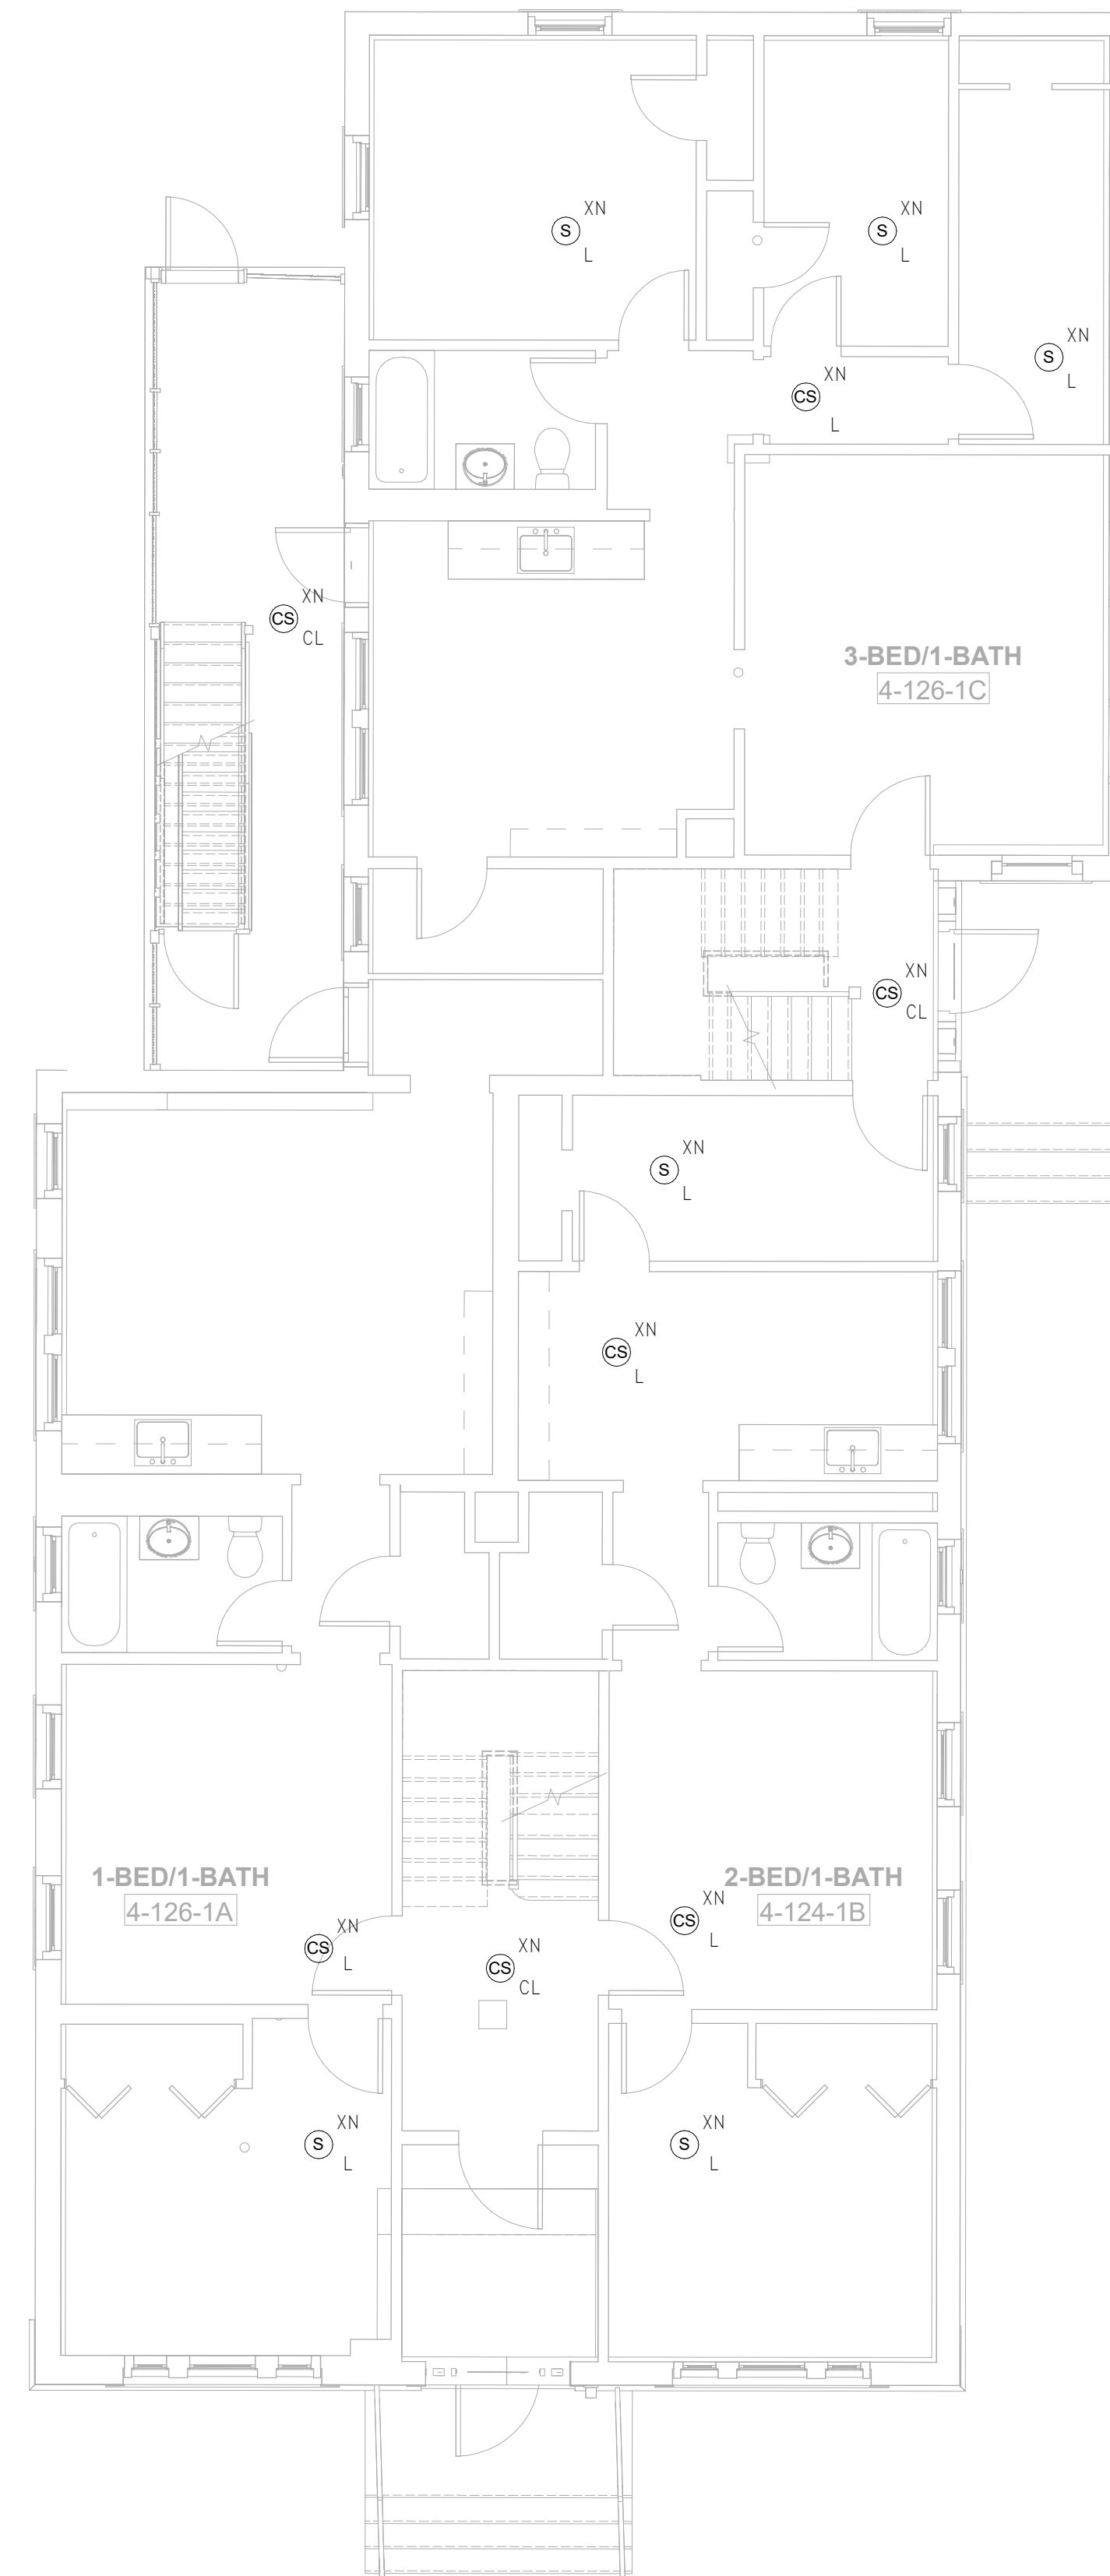 XN
S
L
XN
S
L
XN
S
L
XN
CS
L
XN
CS
CL
3-BED/1-BATH
4-126-1C
XN
CS
CL
XN
S
L
XN
CS
L
1-BED/1-BATH
4-126-1A
XN
CS
L
XN
CS
CL
2-BED/1-BATH
4-124-1B
XN
CS
L
XN
S
L
XN
S
L